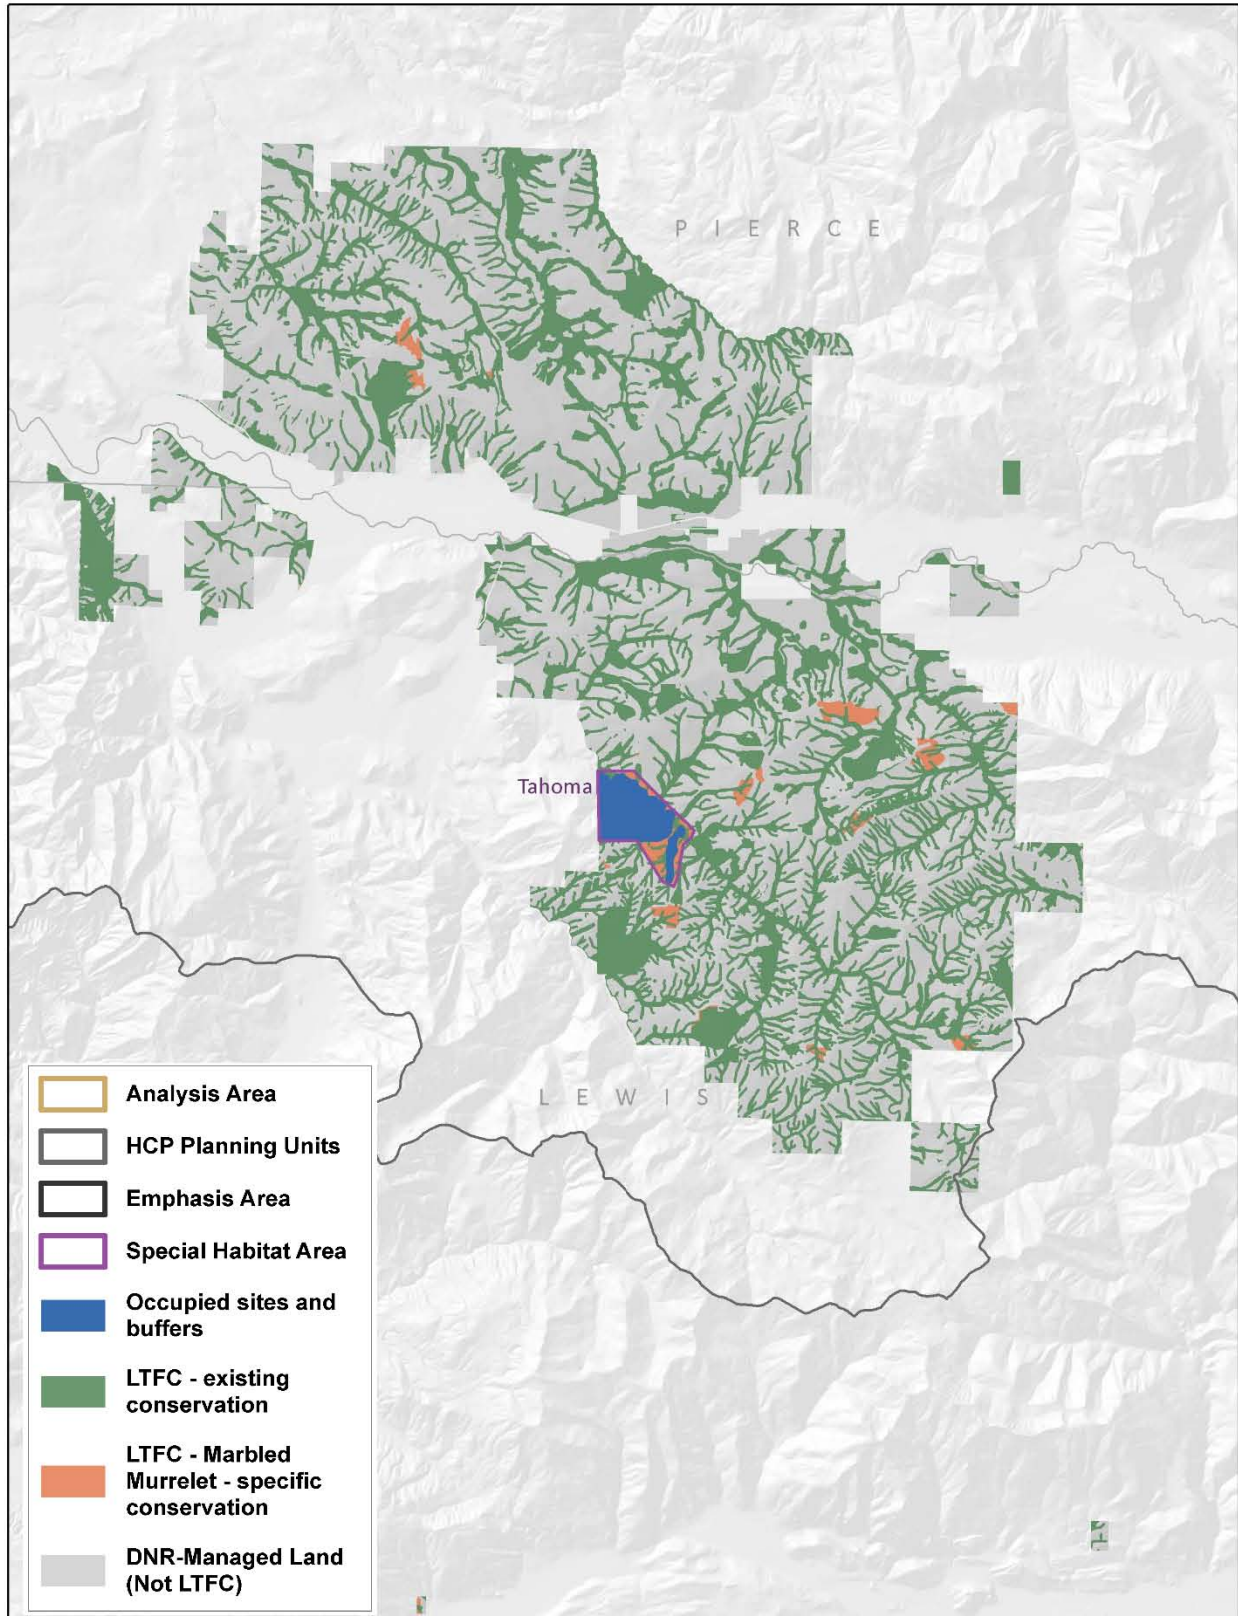 P I E R C E
Tahoma
L E W I S
Analysis Area
HCP Planning Units
Emphasis Area
Special Habitat Area
Occupied sites and
buffers
LTFC - existing
conservation
LTFC - Marbled
Murrelet - specific
conservation
DNR-Managed Land
(Not LTFC)